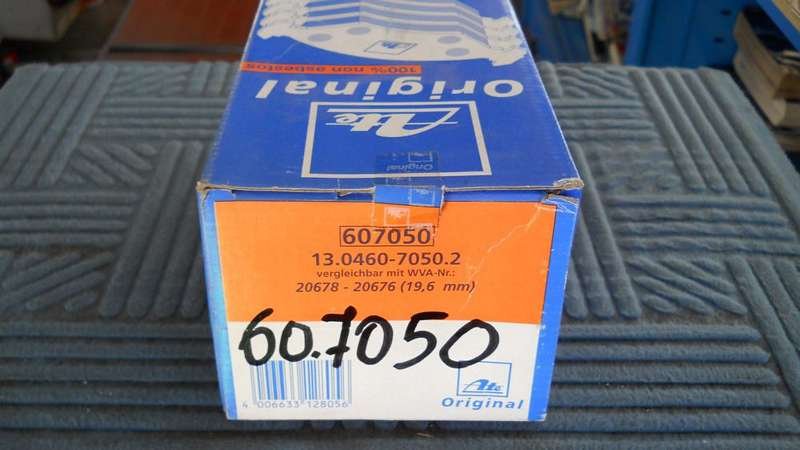 100% non asbestos
Original
Ate
Original
607050
13.0460-7050.2
vergleichbar mit WVA-Nr.:
20678 - 20676 (19,6 mm)
60.7050
4 006633 128056
Ate
Original